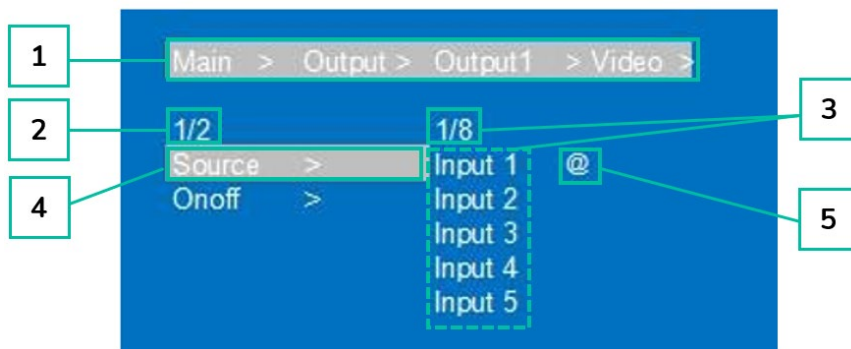 1
Main > Output > Output1 > Video >
3
2
1/2 1/8
Source > Input 1 @
4
Onoff > Input 2
5
Input 3
Input 4
Input 5